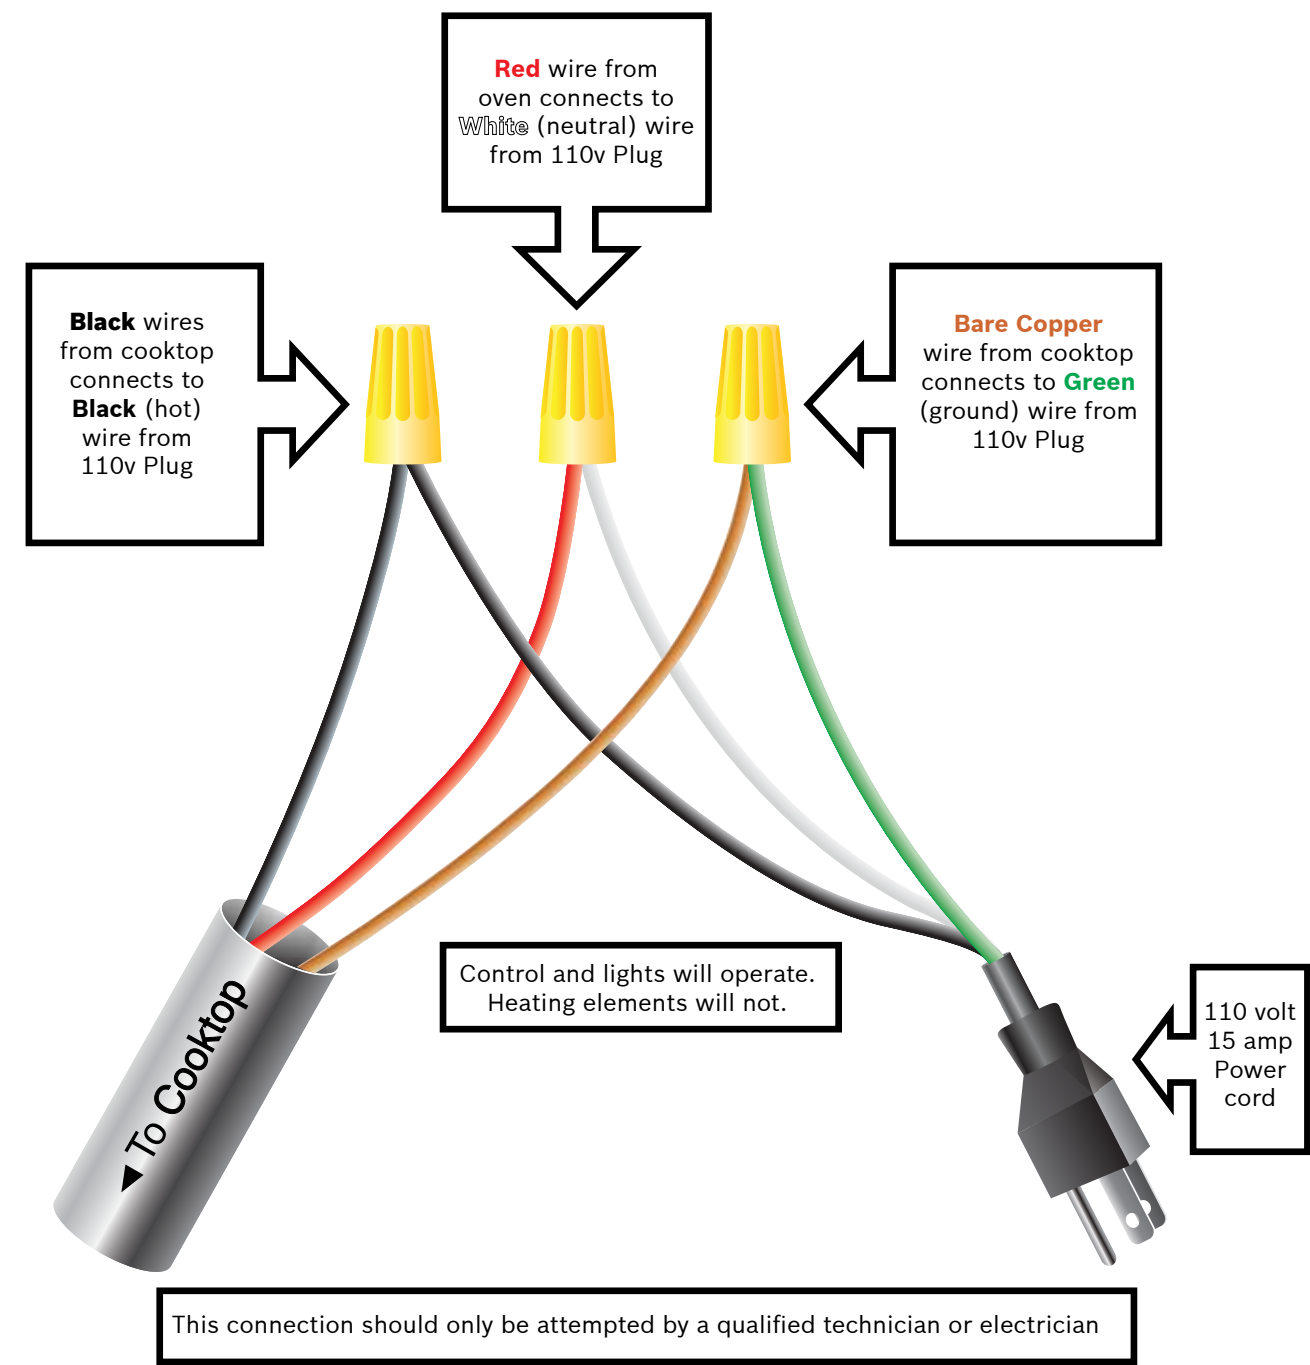 Red wire from
oven connects to
White (neutral) wire
from 110v Plug
Black wires
from cooktop
connects to
Black (hot)
wire from
110v Plug
Bare Copper
wire from cooktop
connects to Green
(ground) wire from
110v Plug
Control and lights will operate.
Heating elements will not.
110 volt
15 amp
Power
cord
To Cooktop
This connection should only be attempted by a qualified technician or electrician